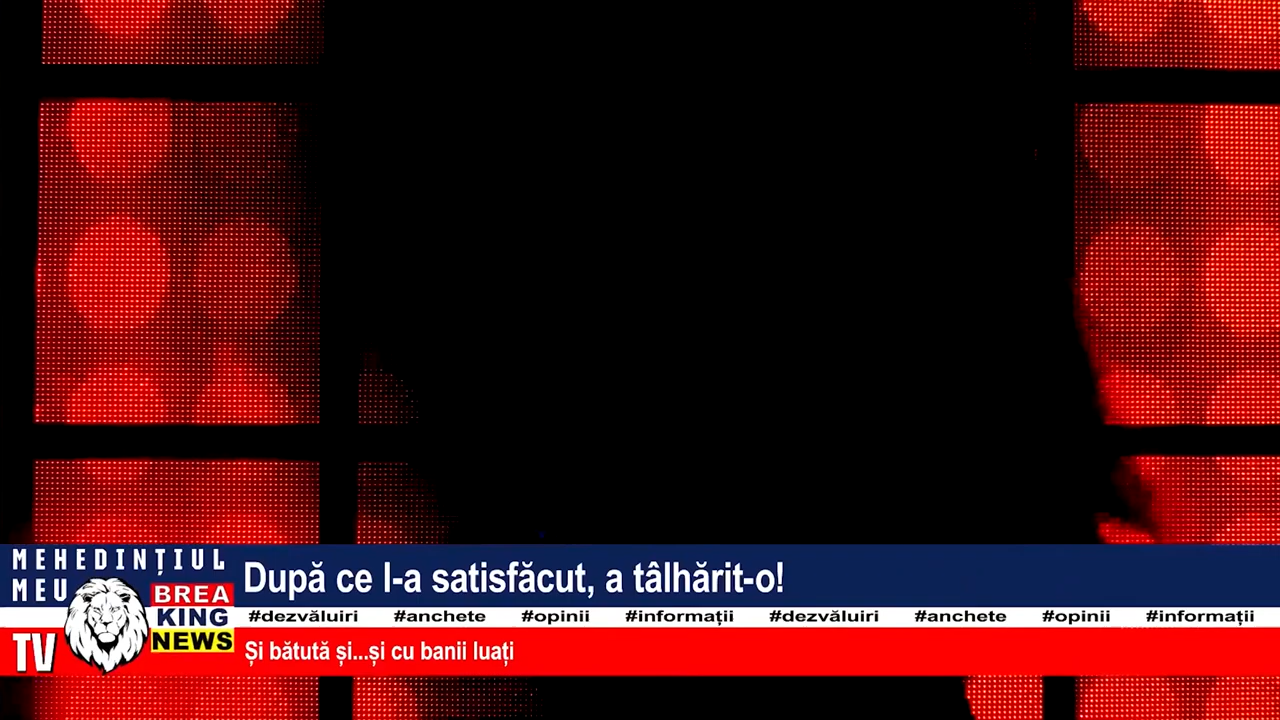 MEHEDINȚIUL
MEU
TV
BREA
KING
NEWS
După ce l-a satisfăcut, a tâlhărit-o!
#dezvăluiri #anchete #opinii #informații #dezvăluiri #anchete #opinii #informații
Și bătută și...și cu banii luați